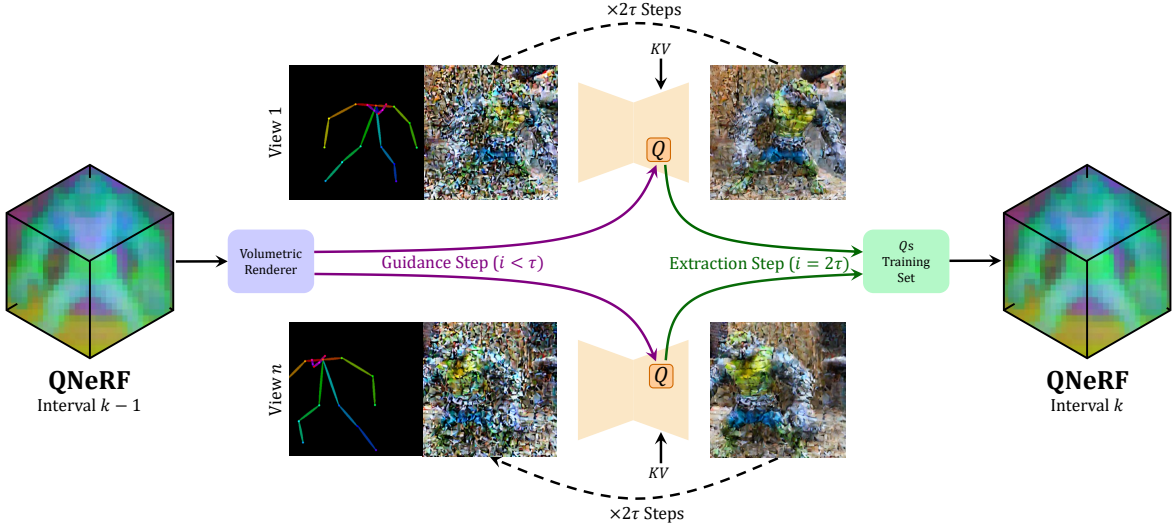 ×2τ Steps
KV
View 1
Q
QNeRF
Interval k − 1
Volumetric
Renderer
Guidance Step (i < τ)
Extraction Step (i = 2τ)
Qs
Training
Set
QNeRF
Interval k
View n
Q
KV
×2τ Steps